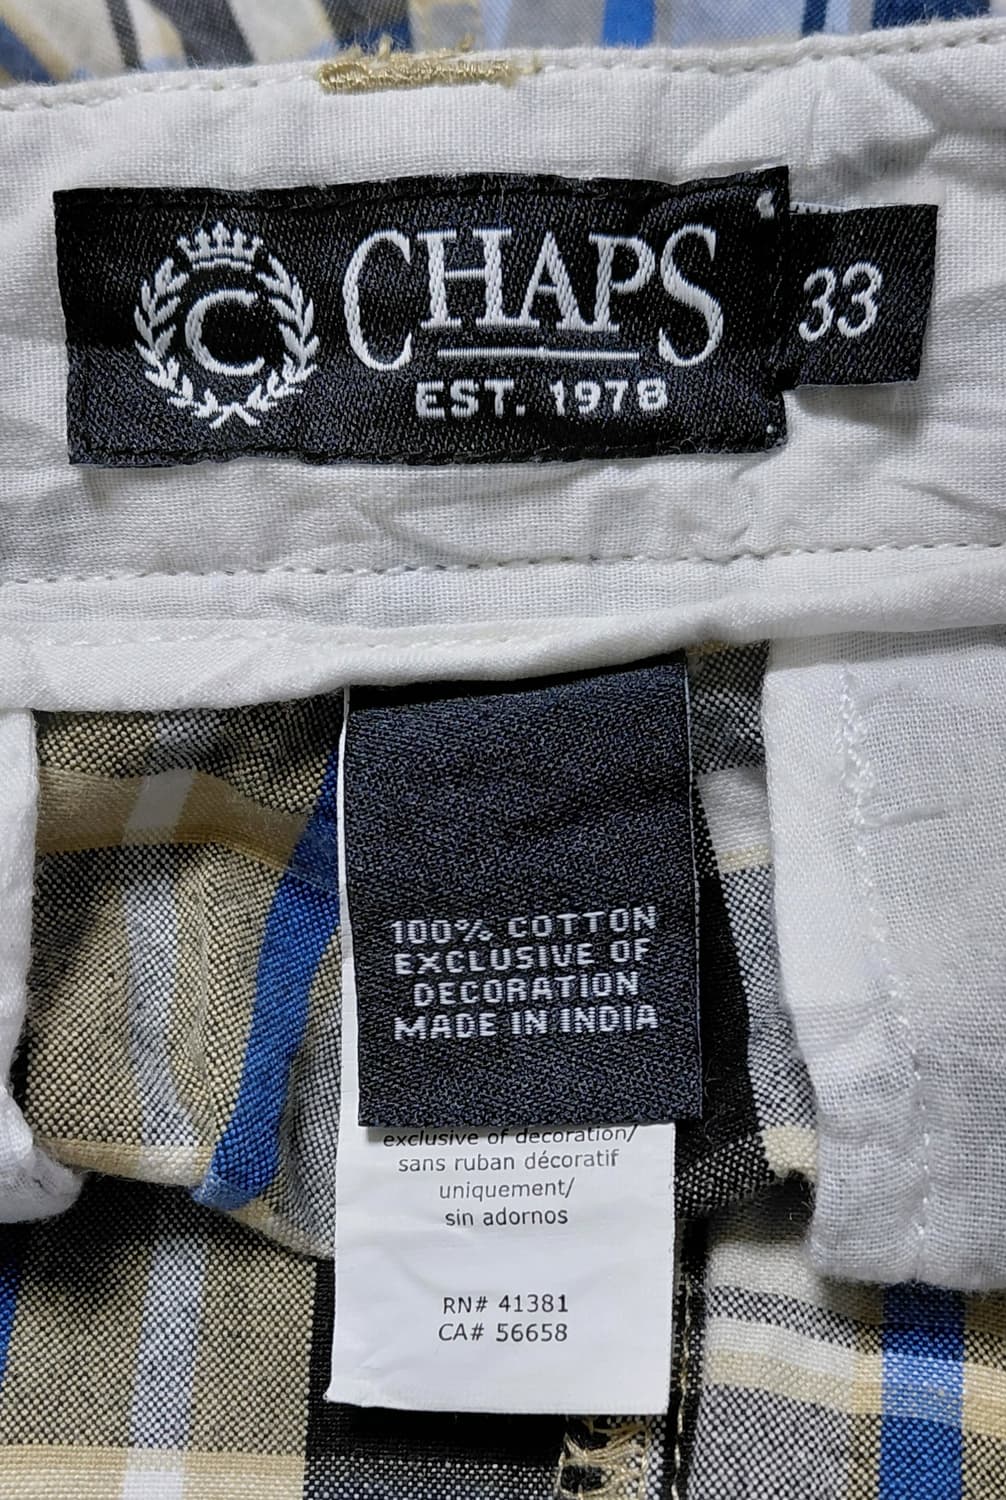 C
CHAPS
EST. 1978
33
100% COTTON
EXCLUSIVE OF
DECORATION
MADE IN INDIA
exclusive of decoration/
sans ruban décoratif
uniquement/
sin adornos
RN# 41381
CA# 56658